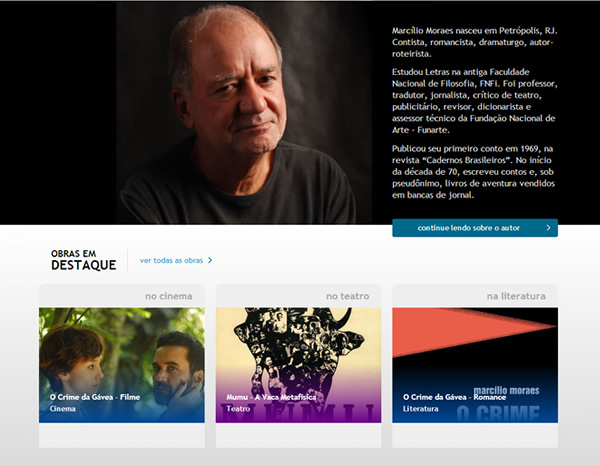 Marcílio Moraes nasceu em Petrópolis, RJ.
Contista, romancista, dramaturgo, autor-
roteirista.
Estudou Letras na antiga Faculdade
Nacional de Filosofia, FNFi. Foi professor,
tradutor, jornalista, crítico de teatro,
publicitário, revisor, dicionarista e
assessor técnico da Fundação Nacional de
Arte - Funarte.
Publicou seu primeiro conto em 1969, na
revista “Cadernos Brasileiros”. No início
da década de 70, escreveu contos e, sob
pseudônimo, livros de aventura vendidos
em bancas de jornal.
continue lendo sobre o autor
OBRAS EM
DESTAQUE
ver todas as obras
no cinema
O Crime da Gávea - Filme
Cinema
no teatro
Mumu - A Vaca Metafísica
Teatro
na literatura
marcílio moraes
O Crime da Gávea - Romance
Literatura
O CRIME